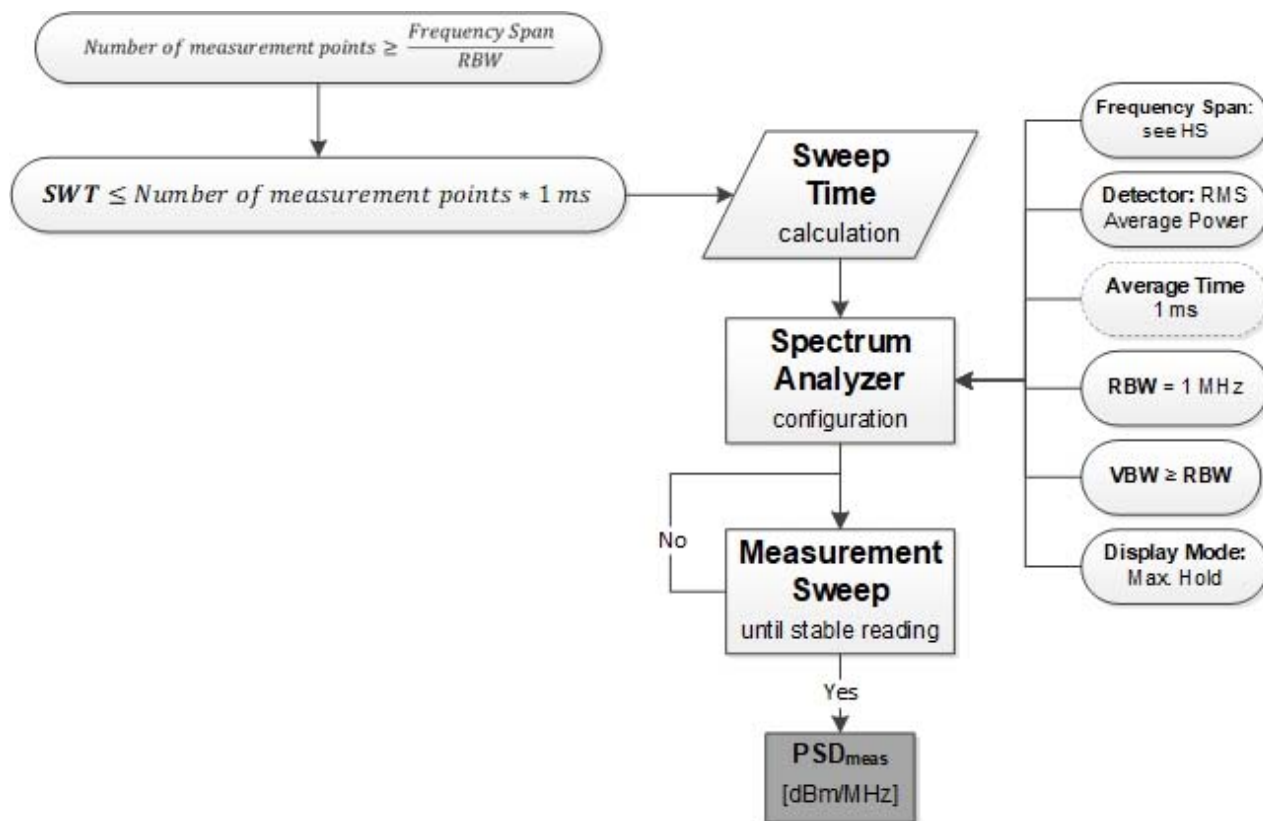 Number of measurement points ≥ Frequency Span
RBW
SWT ≤ Number of measurement points * 1 ms
Sweep
Time
calculation
Spectrum
Analyzer
configuration
No
Measurement
Sweep
until stable reading
Yes
PSDmeas
[dBm/MHz]
Frequency Span:
see HS
Detector: RMS
Average Power
Average Time
1 ms
RBW = 1 MHz
VBW ≥ RBW
Display Mode:
Max. Hold